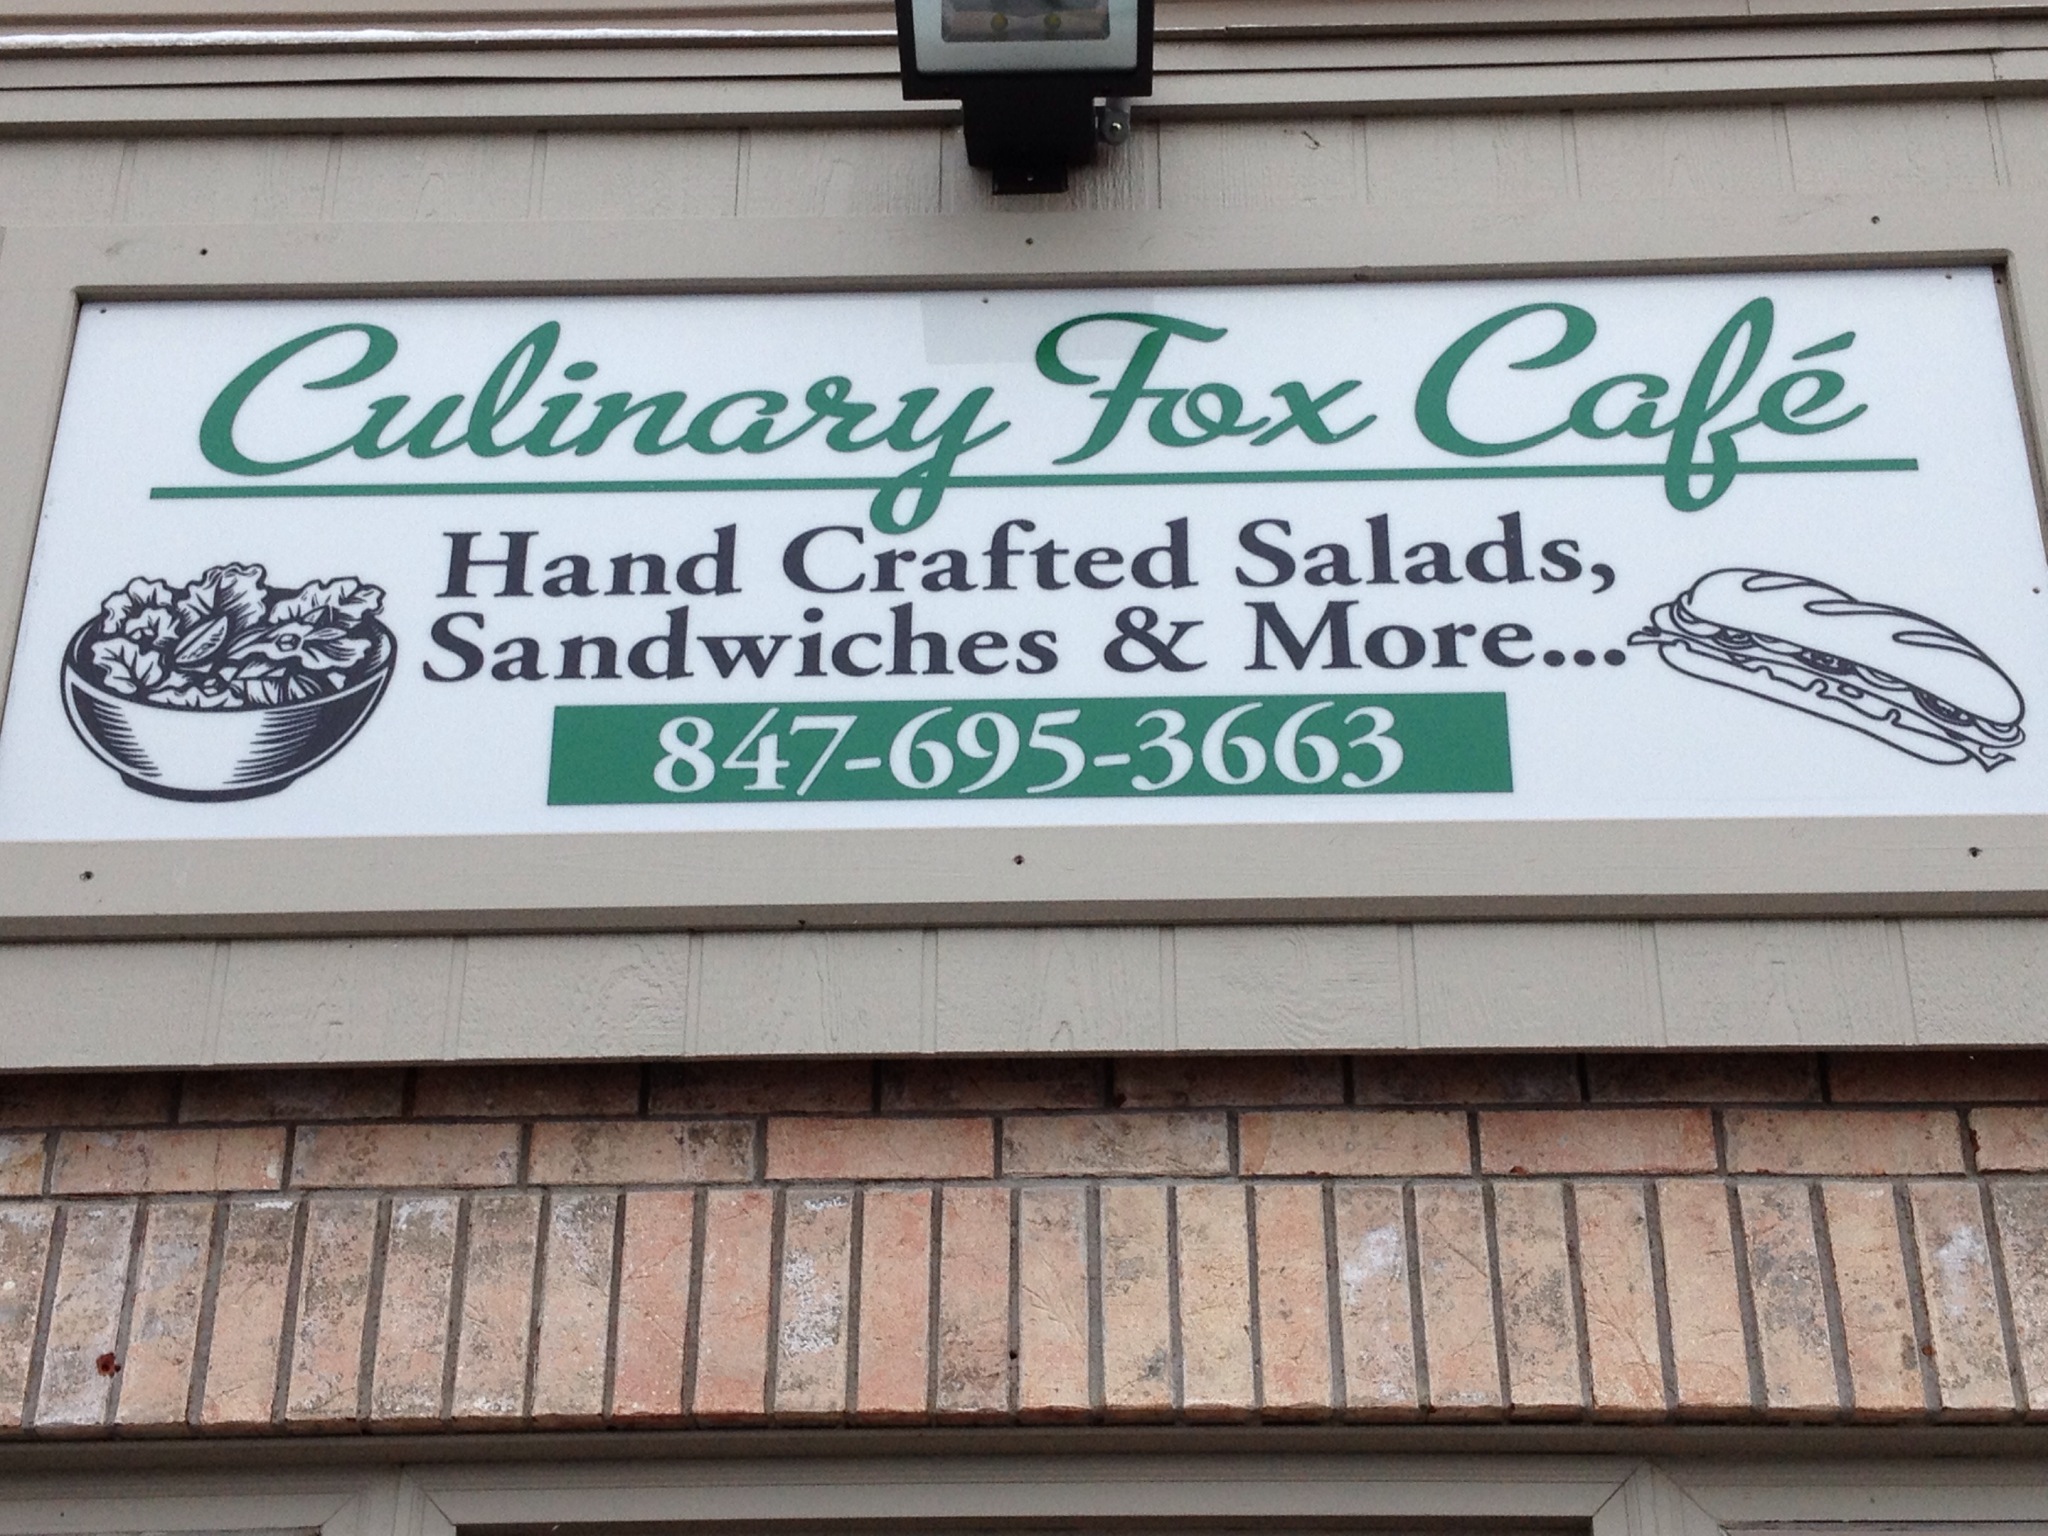 Culinary Fox Café
Hand Crafted Salads,
Sandwiches & More...
847-695-3663